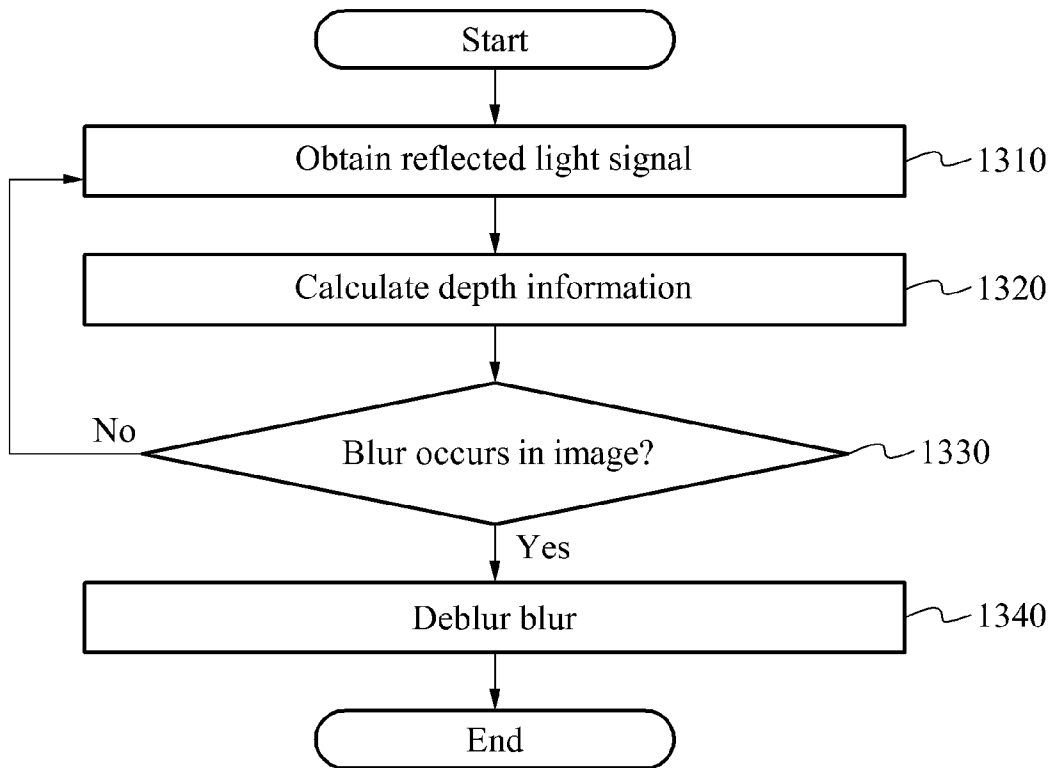 Start
Obtain reflected light signal
1310
Calculate depth information
1320
No
Blur occurs in image?
1330
Yes
Deblur blur
1340
End